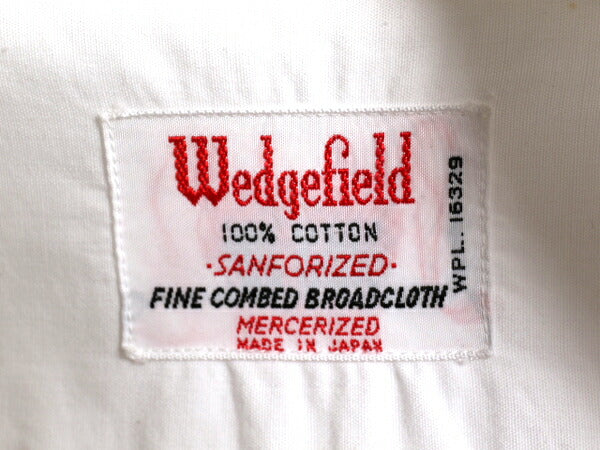 Wedgefield
100% COTTON
·SANFORIZED·
FINE COMBED BROADCLOTH
MERCERIZED
MADE IN JAPAN
WPL.. 16329